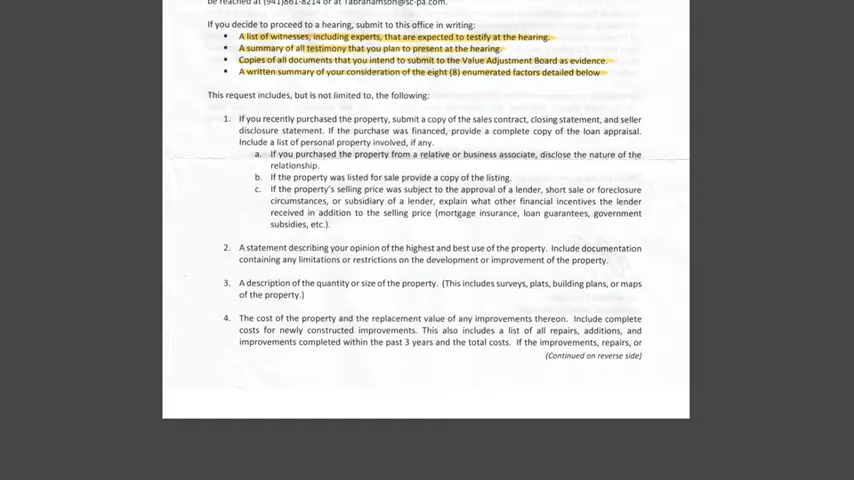 be reached at (941)861-8214 or at Tabrahamson@sc-pa.com.
If you decide to proceed to a hearing, submit to this office in writing:
▪ A list of witnesses, including experts, that are expected to testify at the hearing.
▪ A summary of all testimony that you plan to present at the hearing.
▪ Copies of all documents that you intend to submit to the Value Adjustment Board as evidence.
▪ A written summary of your consideration of the eight (8) enumerated factors detailed below
This request includes, but is not limited to, the following:
1. If you recently purchased the property, submit a copy of the sales contract, closing statement, and seller
disclosure statement. If the purchase was financed, provide a complete copy of the loan appraisal.
Include a list of personal property involved, if any.
a. If you purchased the property from a relative or business associate, disclose the nature of the
relationship.
b. If the property was listed for sale provide a copy of the listing.
c. If the property's selling price was subject to the approval of a lender, short sale or foreclosure
circumstances, or subsidiary of a lender, explain what other financial incentives the lender
received in addition to the selling price (mortgage insurance, loan guarantees, government
subsidies, etc.).
2. A statement describing your opinion of the highest and best use of the property. Include documentation
containing any limitations or restrictions on the development or improvement of the property.
3. A description of the quantity or size of the property. (This includes surveys, plats, building plans, or maps
of the property.)
4. The cost of the property and the replacement value of any improvements thereon. Include complete
costs for newly constructed improvements. This also includes a list of all repairs, additions, and
improvements completed within the past 3 years and the total costs. If the improvements, repairs, or
(Continued on reverse side)